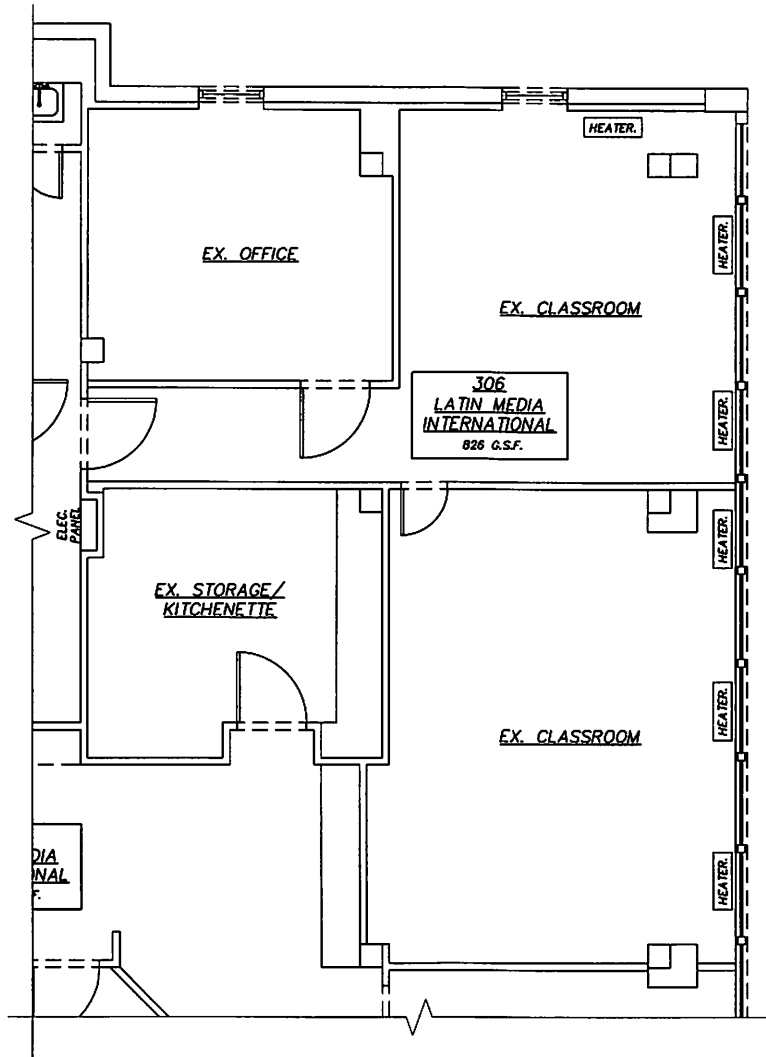 HEATER.
HEATER.
EX. OFFICE
EX. CLASSROOM
306
LATIN MEDIA
INTERNATIONAL
826 G.S.F.
HEATER.
ELEC.
PANEL
HEATER.
EX. STORAGE/
KITCHENETTE
HEATER.
EX. CLASSROOM
DIA
ONAL
F.
HEATER.